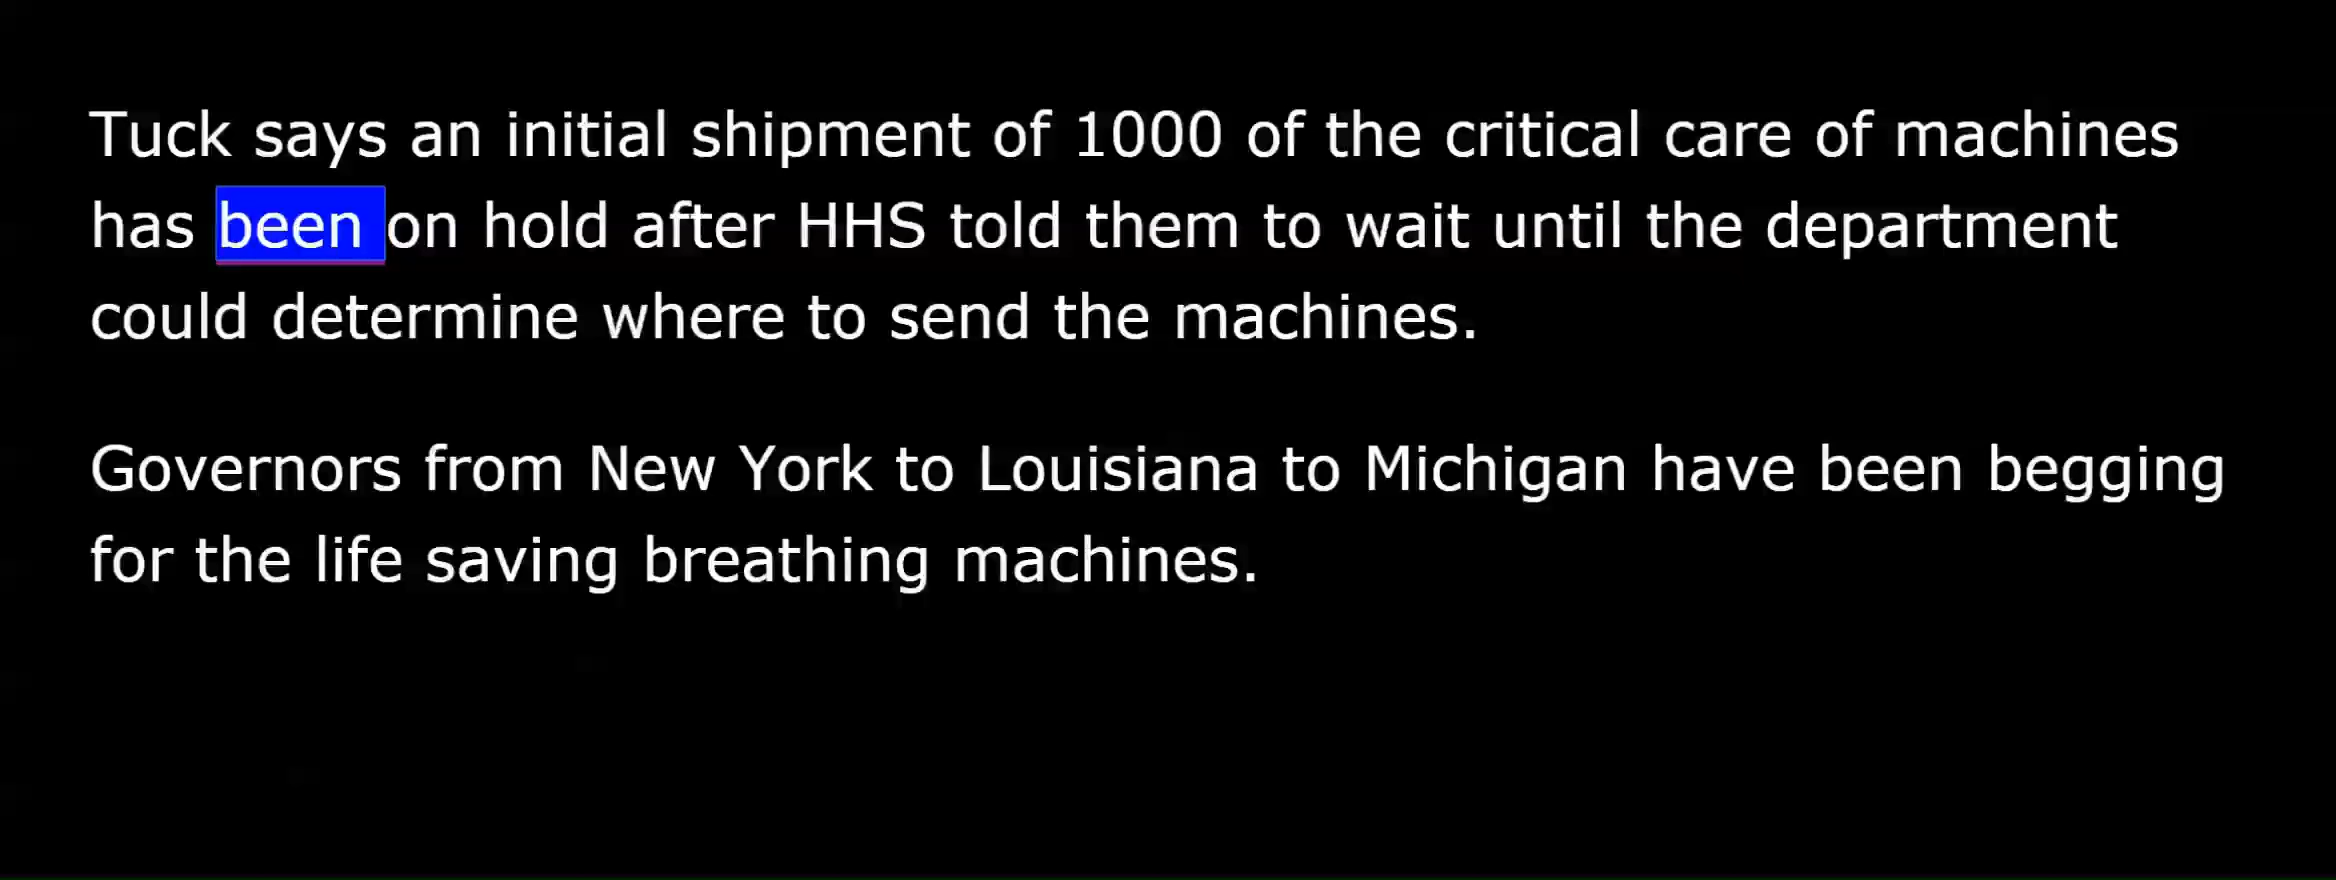 Tuck says an initial shipment of 1000 of the critical care of machines
has been on hold after HHS told them to wait until the department
could determine where to send the machines.
Governors from New York to Louisiana to Michigan have been begging
for the life saving breathing machines.